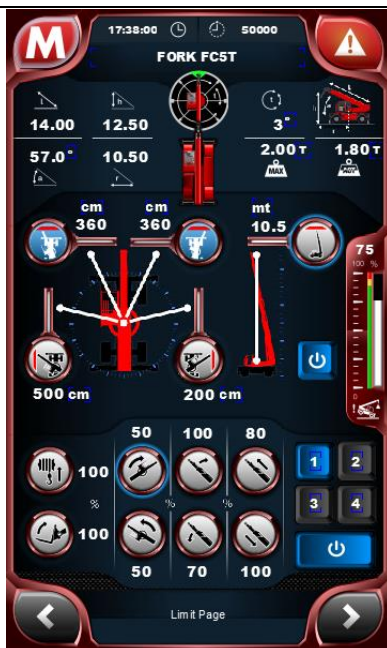 M
17:38:00 50000
FORK FC5T
l h t
14.00 12.50 3°
57.0° 10.50 2.00 T 1.80 T
a r MAX
cm cm mt
360 360 10.5
75
100 %
0
500 cm 200 cm
!
50 100 80
100
1 2
% % %
3 4
100
50 70 100
Limit Page